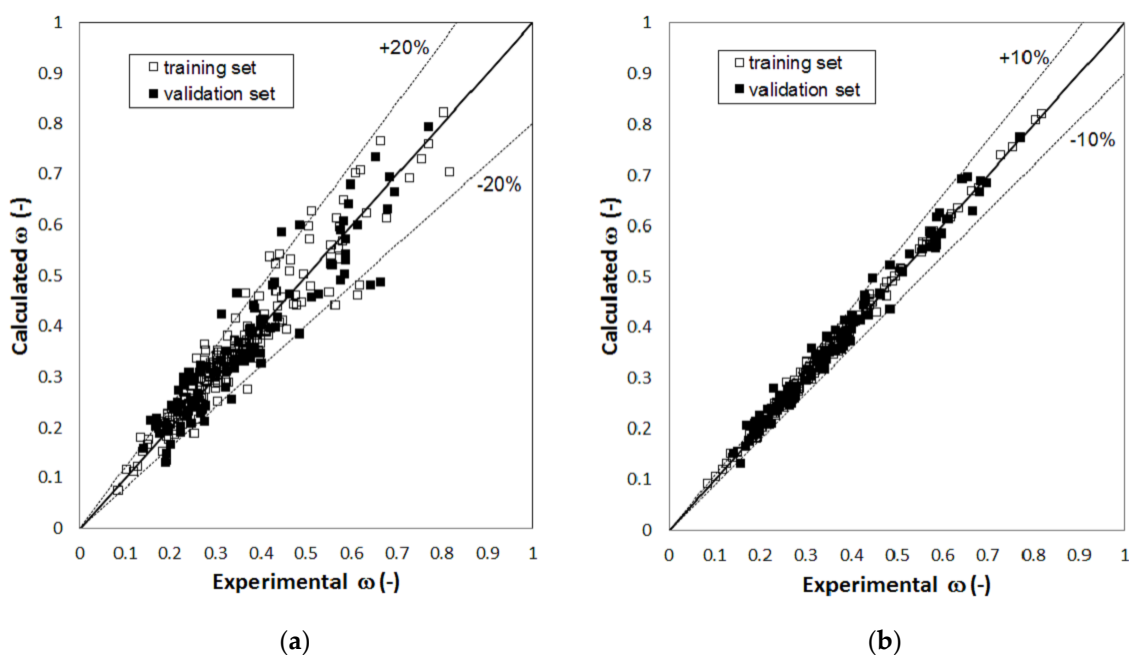 1
0.9
0.8
0.7
0.6
0.5
0.4
0.3
0.2
0.1
0
Calculated ω (-)
+20%
-20%
training set
validation set
0 0.1 0.2 0.3 0.4 0.5 0.6 0.7 0.8 0.9 1
Experimental ω (-)
(a)
1
0.9
0.8
0.7
0.6
0.5
0.4
0.3
0.2
0.1
0
Calculated ω (-)
+10%
-10%
training set
validation set
0 0.1 0.2 0.3 0.4 0.5 0.6 0.7 0.8 0.9 1
Experimental ω (-)
(b)